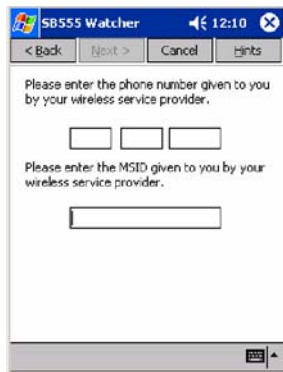 SB555 Watcher 12:10
< Back Next > Cancel Hints
Please enter the phone number given to you
by your wireless service provider.
Please enter the MSID given to you by your
wireless service provider.